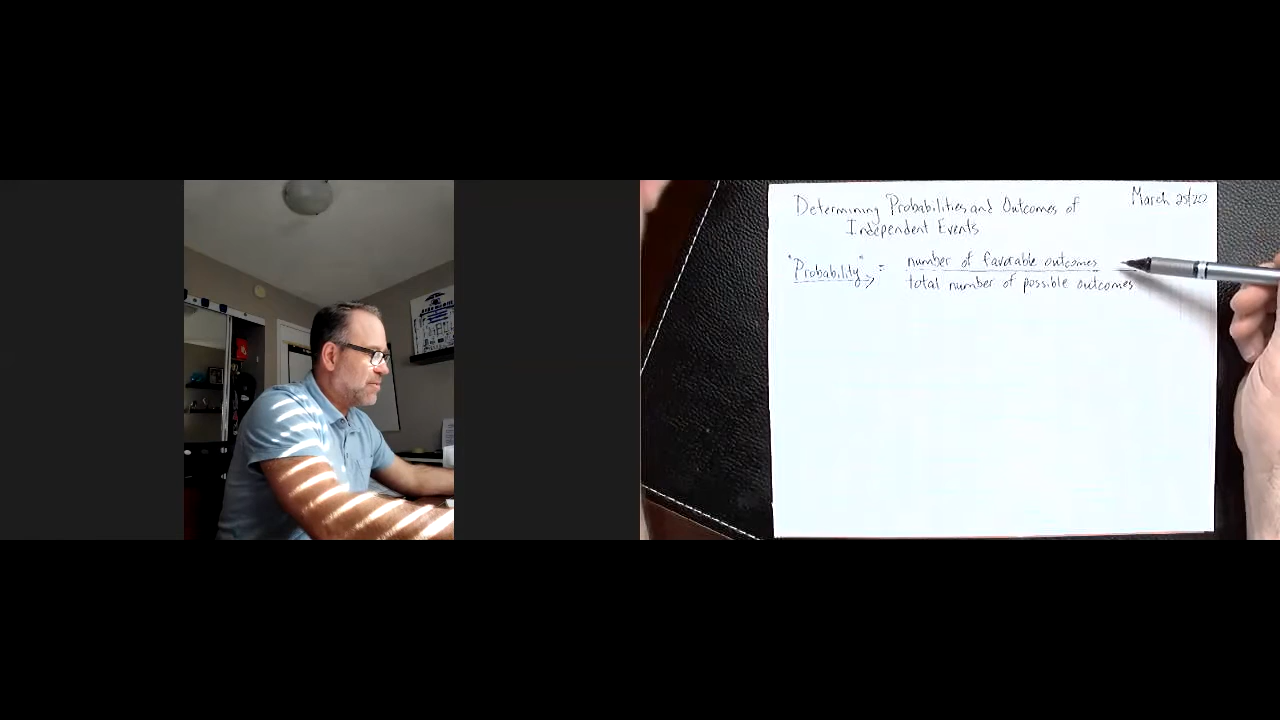 March 25/20
Determining Probabilities and Outcomes of
Independent Events
"Probability" = number of favorable outcomes
total number of possible outcomes